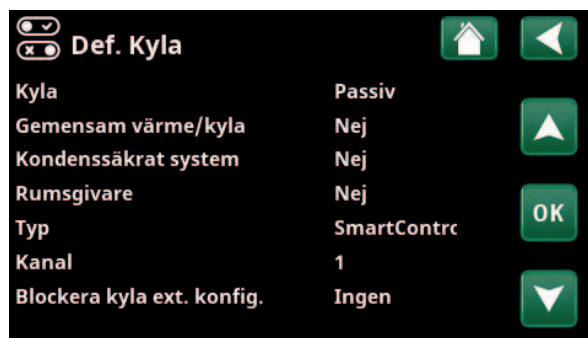 Def. Kyla
Kyla Passiv
Gemensam värme/kyla Nej
Kondenssäkrat system Nej
Rumsgivare Nej
Typ SmartContrc
OK
Kanal 1
Blockera kyla ext. konfig. Ingen